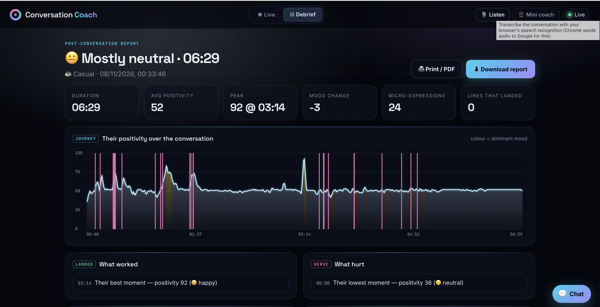 Conversation Coach
Live
Debrief
Listen
Mini coach
Live
Transcribe the conversation with your
browser's speech recognition (Chrome sends
audio to Google for this)
POST-CONVERSATION REPORT
Mostly neutral · 06:29
Casual · 08/11/2026, 00:33:46
Print / PDF
Download report
DURATION
06:29
AVG POSITIVITY
52
PEAK
92 @ 03:14
MOOD CHANGE
-3
MICRO-EXPRESSIONS
24
LINES THAT LANDED
0
JOURNEY
Their positivity over the conversation
colour = dominant mood
100
75
50
25
0
00:00
01:37
03:14
04:52
06:29
LANDED
What worked
03:14 Their best moment — positivity 92 (happy)
NERVE
What hurt
00:00 Their lowest moment — positivity 36 (neutral)
Chat